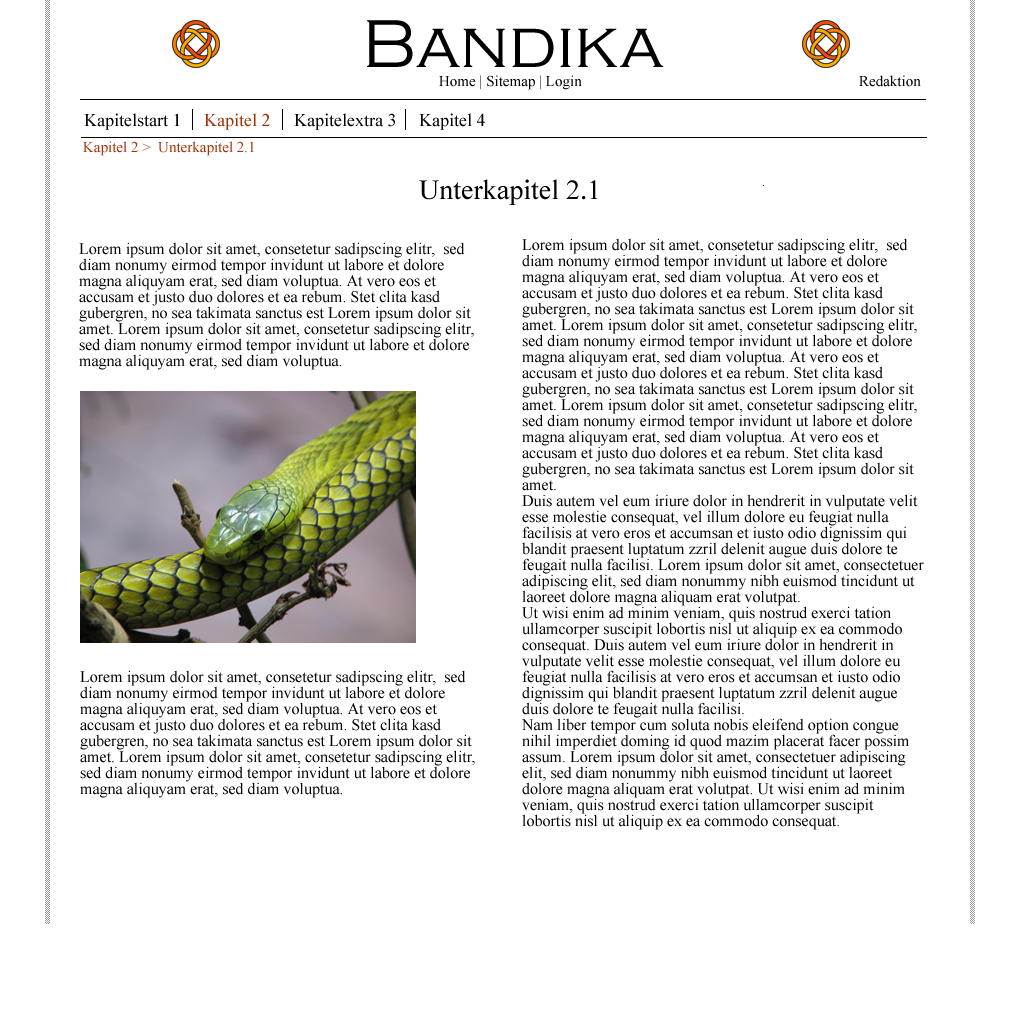 BANDIKA
Home | Sitemap | Login
Redaktion
Kapitelstart 1 | Kapitel 2 | Kapitelextra 3 | Kapitel 4
Kapitel 2 > Unterkapitel 2.1
Unterkapitel 2.1
Lorem ipsum dolor sit amet, consetetur sadipscing elitr,  sed
diam nonumy eirmod tempor invidunt ut labore et dolore
magna aliquyam erat, sed diam voluptua. At vero eos et
accusam et justo duo dolores et ea rebum. Stet clita kasd
gubergren, no sea takimata sanctus est Lorem ipsum dolor sit
amet. Lorem ipsum dolor sit amet, consetetur sadipscing elitr,
sed diam nonumy eirmod tempor invidunt ut labore et dolore
magna aliquyam erat, sed diam voluptua.
Lorem ipsum dolor sit amet, consetetur sadipscing elitr,  sed
diam nonumy eirmod tempor invidunt ut labore et dolore
magna aliquyam erat, sed diam voluptua. At vero eos et
accusam et justo duo dolores et ea rebum. Stet clita kasd
gubergren, no sea takimata sanctus est Lorem ipsum dolor sit
amet. Lorem ipsum dolor sit amet, consetetur sadipscing elitr,
sed diam nonumy eirmod tempor invidunt ut labore et dolore
magna aliquyam erat, sed diam voluptua.
Lorem ipsum dolor sit amet, consetetur sadipscing elitr,  sed
diam nonumy eirmod tempor invidunt ut labore et dolore
magna aliquyam erat, sed diam voluptua. At vero eos et
accusam et justo duo dolores et ea rebum. Stet clita kasd
gubergren, no sea takimata sanctus est Lorem ipsum dolor sit
amet. Lorem ipsum dolor sit amet, consetetur sadipscing elitr,
sed diam nonumy eirmod tempor invidunt ut labore et dolore
magna aliquyam erat, sed diam voluptua. At vero eos et
accusam et justo duo dolores et ea rebum. Stet clita kasd
gubergren, no sea takimata sanctus est Lorem ipsum dolor sit
amet. Lorem ipsum dolor sit amet, consetetur sadipscing elitr,
sed diam nonumy eirmod tempor invidunt ut labore et dolore
magna aliquyam erat, sed diam voluptua. At vero eos et
accusam et justo duo dolores et ea rebum. Stet clita kasd
gubergren, no sea takimata sanctus est Lorem ipsum dolor sit
amet.
Duis autem vel eum iriure dolor in hendrerit in vulputate velit
esse molestie consequat, vel illum dolore eu feugiat nulla
facilisis at vero eros et accumsan et iusto odio dignissim qui
blandit praesent luptatum zzril delenit augue duis dolore te
feugait nulla facilisi. Lorem ipsum dolor sit amet, consectetuer
adipiscing elit, sed diam nonummy nibh euismod tincidunt ut
laoreet dolore magna aliquam erat volutpat.
Ut wisi enim ad minim veniam, quis nostrud exerci tation
ullamcorper suscipit lobortis nisl ut aliquip ex ea commodo
consequat. Duis autem vel eum iriure dolor in hendrerit in
vulputate velit esse molestie consequat, vel illum dolore eu
feugiat nulla facilisis at vero eros et accumsan et iusto odio
dignissim qui blandit praesent luptatum zzril delenit augue
duis dolore te feugait nulla facilisi.
Nam liber tempor cum soluta nobis eleifend option congue
nihil imperdiet doming id quod mazim placerat facer possim
assum. Lorem ipsum dolor sit amet, consectetuer adipiscing
elit, sed diam nonummy nibh euismod tincidunt ut laoreet
dolore magna aliquam erat volutpat. Ut wisi enim ad minim
veniam, quis nostrud exerci tation ullamcorper suscipit
lobortis nisl ut aliquip ex ea commodo consequat.